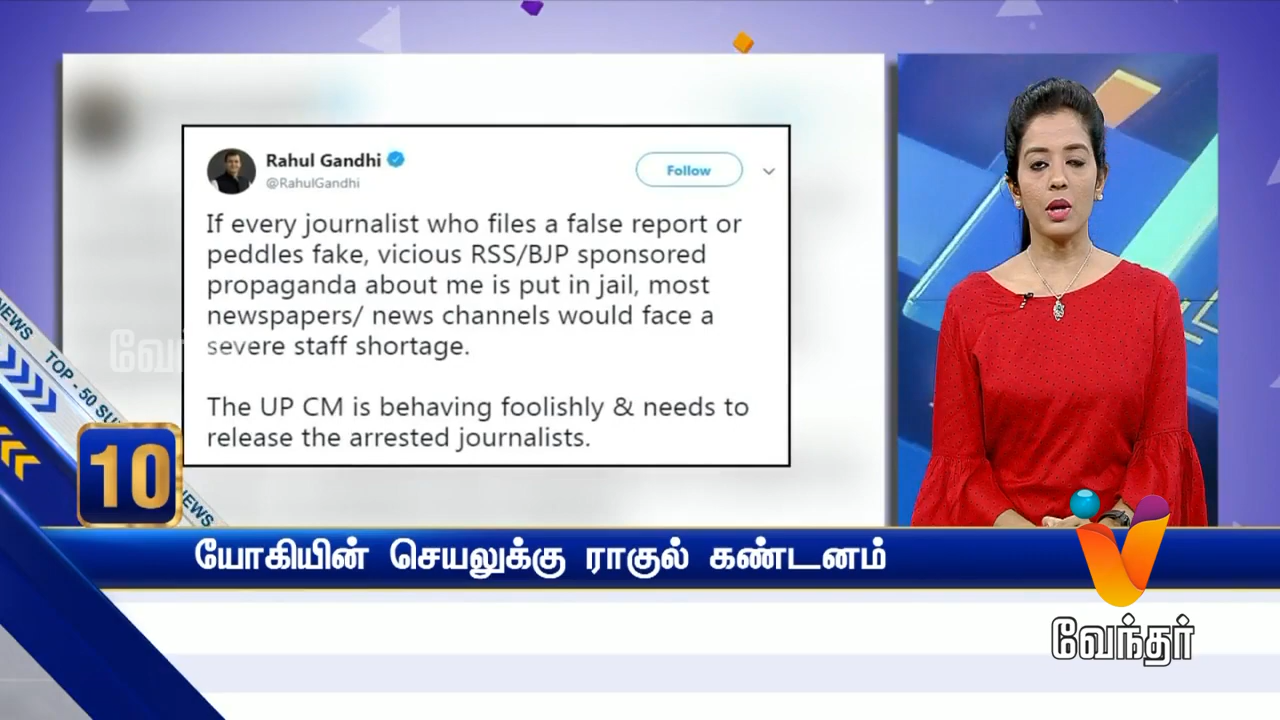 Rahul Gandhi
@RahulGandhi
Follow
If every journalist who files a false report or
peddles fake, vicious RSS/BJP sponsored
propaganda about me is put in jail, most
newspapers/ news channels would face a
severe staff shortage.
The UP CM is behaving foolishly & needs to
release the arrested journalists.
NEWS
TOP - 50
NEWS
10
யோகியின் செயலுக்கு ராகுல் கண்டனம்
வேந்தர்